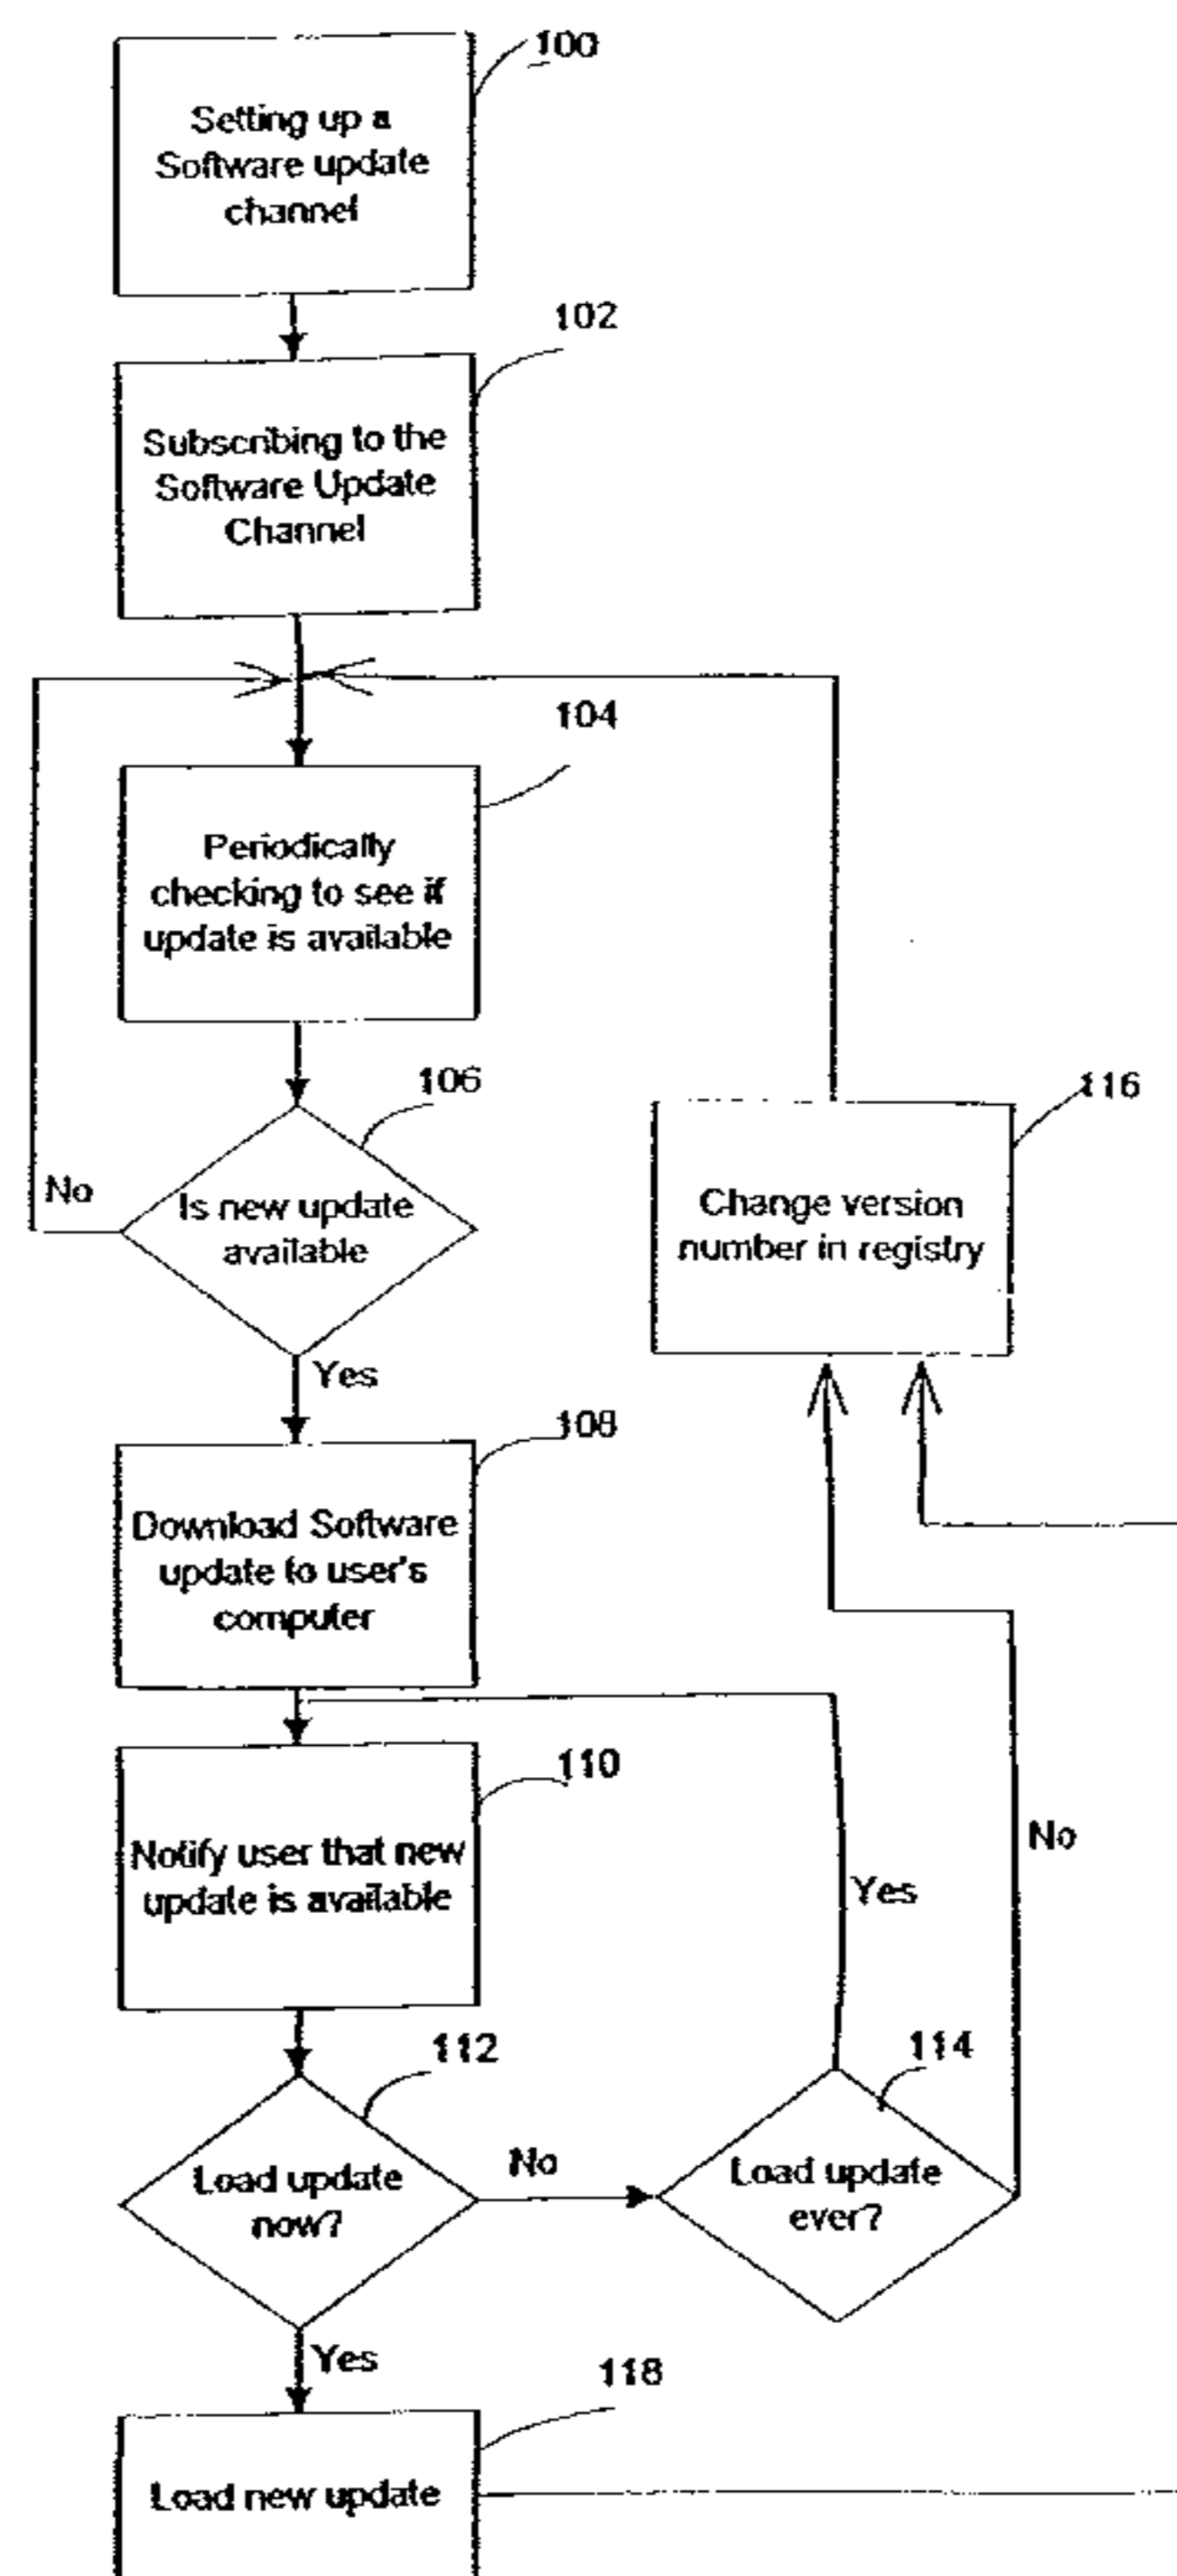 100
Setting up a
Software update
channel
102
Subscribing to the
Software Update
Channel
104
Periodically
checking to see if
update is available
106
No
Is new update
available
Yes
116
Change version
number in registry
108
Download Software
update to user's
computer
110
Notify user that new
update is available
No
Yes
112
Load update
now?
No
114
Load update
ever?
Yes
118
Load new update